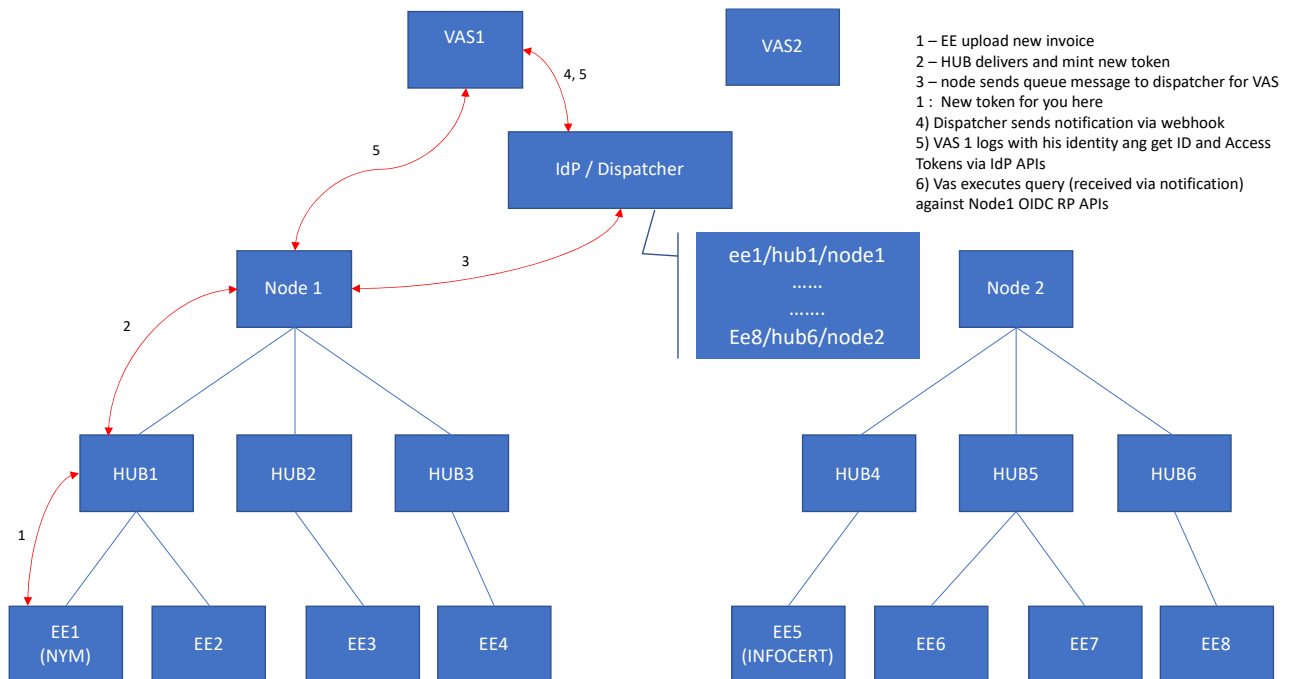 VAS1
VAS2
1 – EE upload new invoice
2 – HUB delivers and mint new token
3 – node sends queue message to dispatcher for VAS
1 :  New token for you here
4) Dispatcher sends notification via webhook
5) VAS 1 logs with his identity ang get ID and Access
Tokens via IdP APIs
6) Vas executes query (received via notification)
against Node1 OIDC RP APIs
4, 5
5
IdP / Dispatcher
3
ee1/hub1/node1
......
.......
Ee8/hub6/node2
Node 1
Node 2
2
HUB1
HUB2
HUB3
HUB4
HUB5
HUB6
1
EE1
(NYM)
EE2
EE3
EE4
EE5
(INFOCERT)
EE6
EE7
EE8